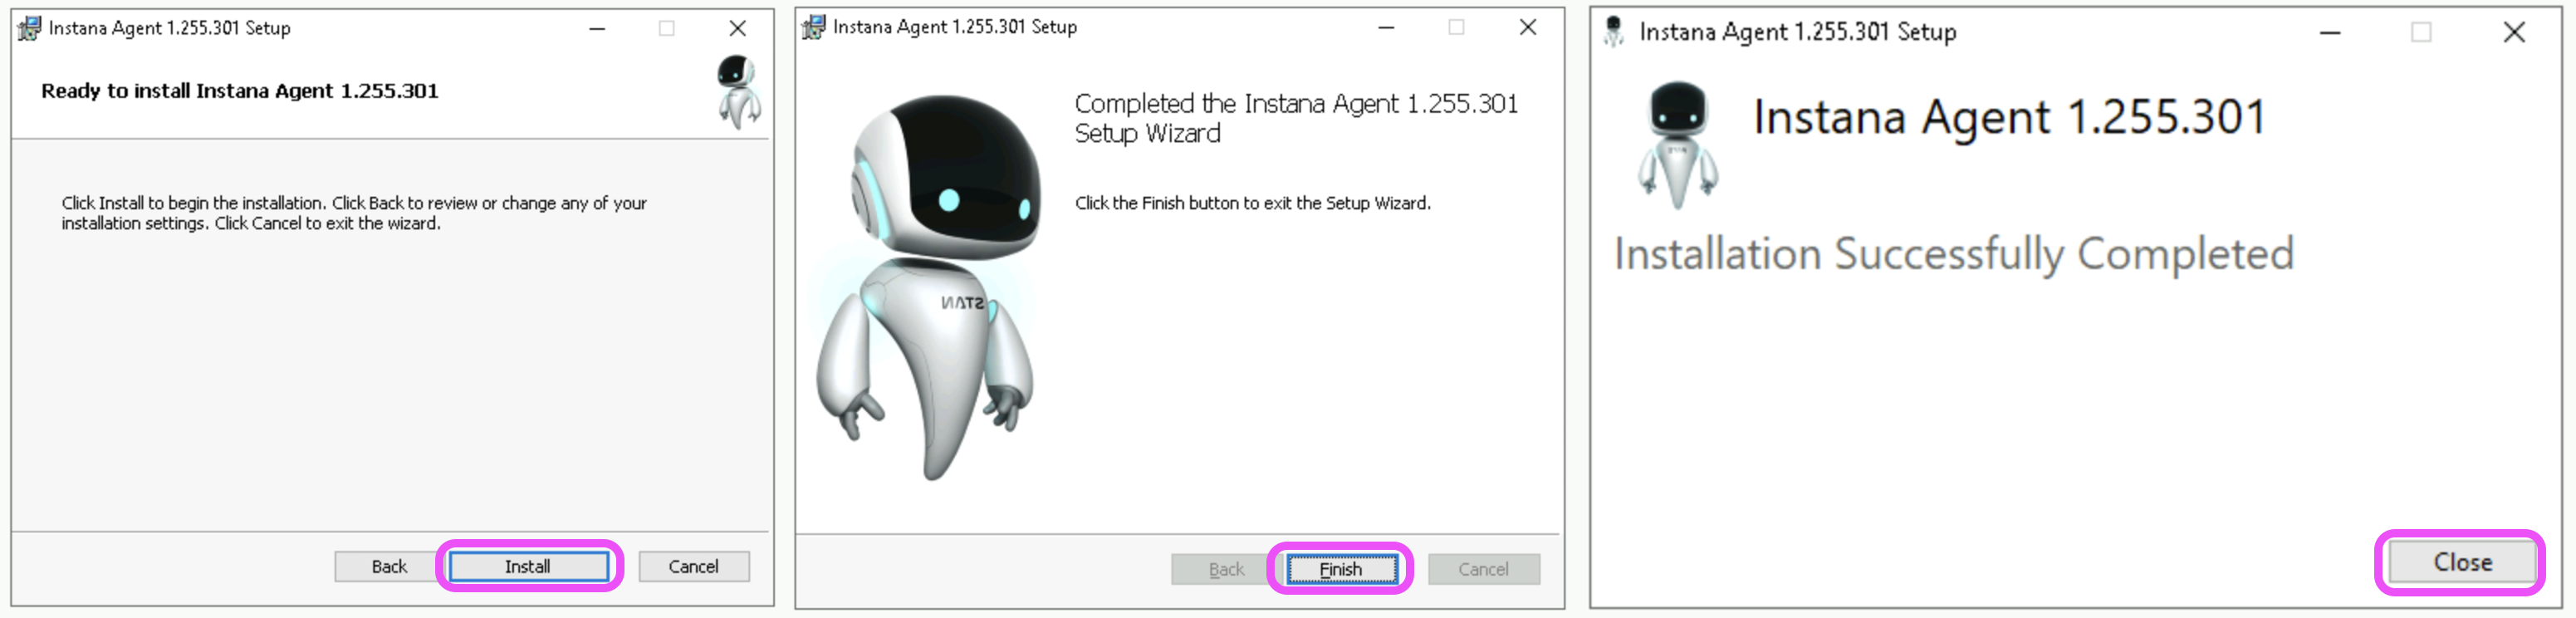 Instana Agent 1.255.301 Setup
Ready to install Instana Agent 1.255.301
Click Install to begin the installation. Click Back to review or change any of your
installation settings. Click Cancel to exit the wizard.
Back
Install
Cancel
Instana Agent 1.255.301 Setup
Completed the Instana Agent 1.255.301
Setup Wizard
Click the Finish button to exit the Setup Wizard.
STAN
Back
Finish
Cancel
Instana Agent 1.255.301 Setup
Instana Agent 1.255.301
Installation Successfully Completed
Close